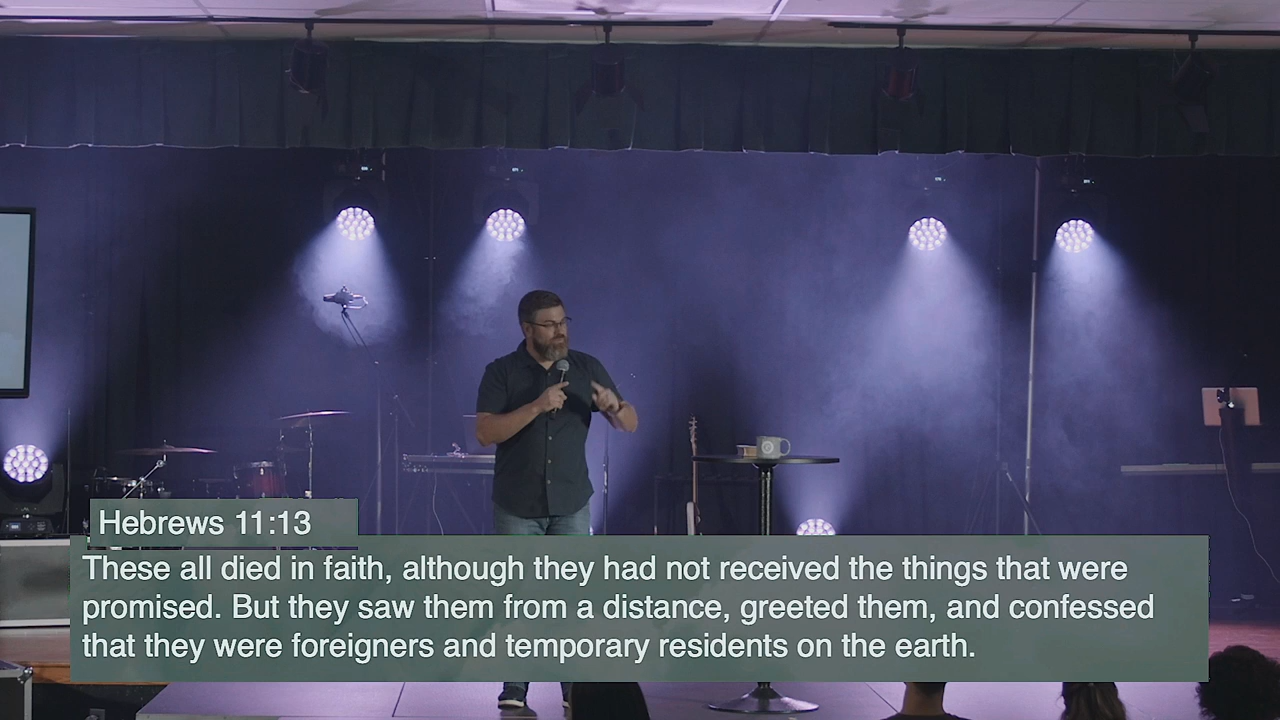 Hebrews 11:13
These all died in faith, although they had not received the things that were
promised. But they saw them from a distance, greeted them, and confessed
that they were foreigners and temporary residents on the earth.